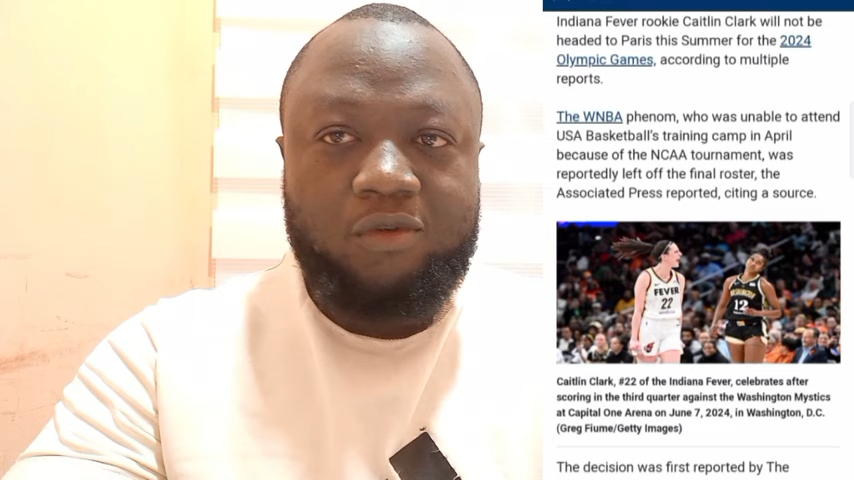 Indiana Fever rookie Caitlin Clark will not be
headed to Paris this Summer for the 2024
Olympic Games, according to multiple
reports.
The WNBA phenom, who was unable to attend
USA Basketball's training camp in April
because of the NCAA tournament, was
reportedly left off the final roster, the
Associated Press reported, citing a source.
FEVER
22
WASHINGTON
12
Caitlin Clark, #22 of the Indiana Fever, celebrates after
scoring in the third quarter against the Washington Mystics
at Capital One Arena on June 7, 2024, in Washington, D.C.
(Greg Fiume/Getty Images)
The decision was first reported by The